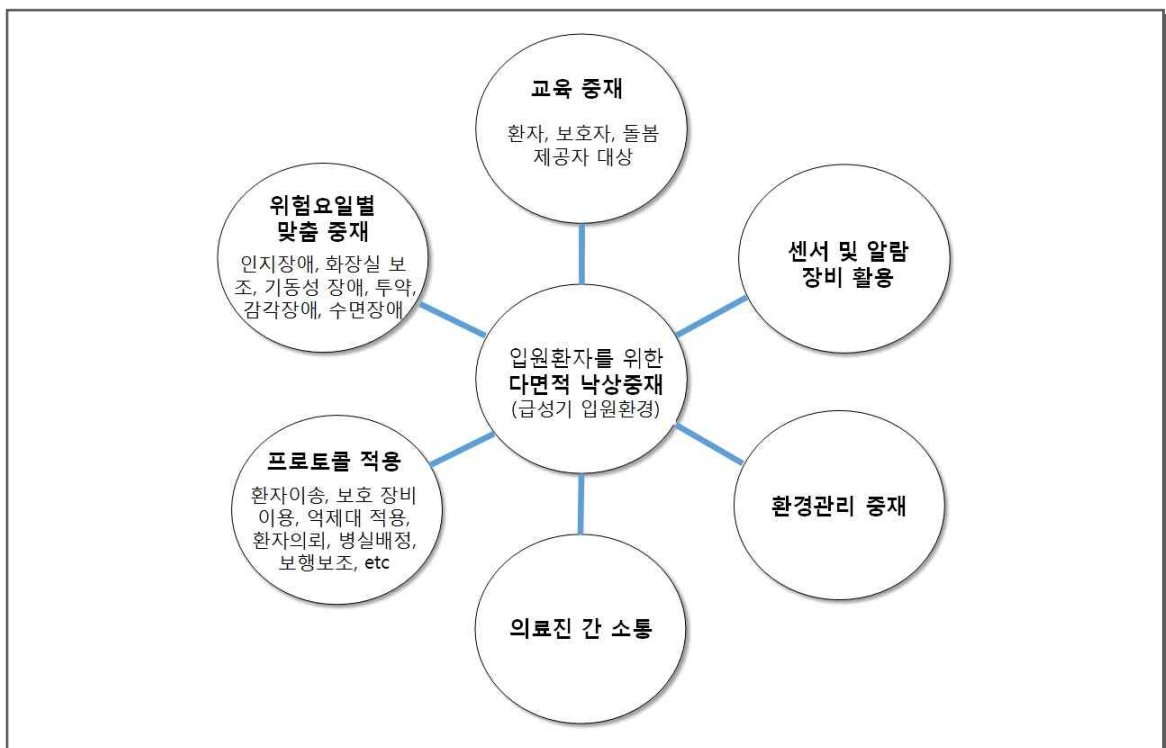 교육 중재
환자, 보호자, 돌봄
제공자 대상
위험요일별
맞춤 중재
인지장애, 화장실 보
조, 기동성 장애, 투약,
감각장애, 수면장애
센서 및 알람
장비 활용
입원환자를 위한
다면적 낙상중재
(급성기 입원환경)
프로토콜 적용
환자이송, 보호 장비
이용, 억제대 적용,
환자의뢰, 병실배정,
보행보조, etc
환경관리 중재
의료진 간 소통